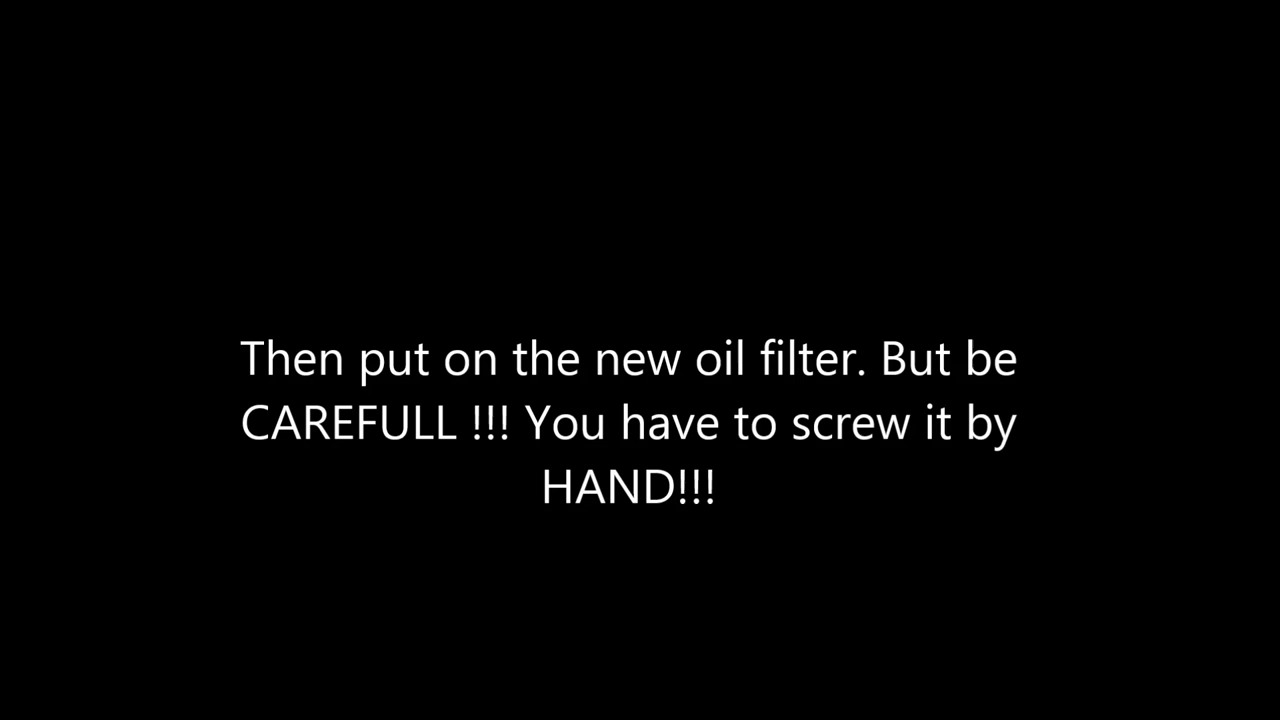 Then put on the new oil filter. But be
CAREFULL !!! You have to screw it by
HAND!!!